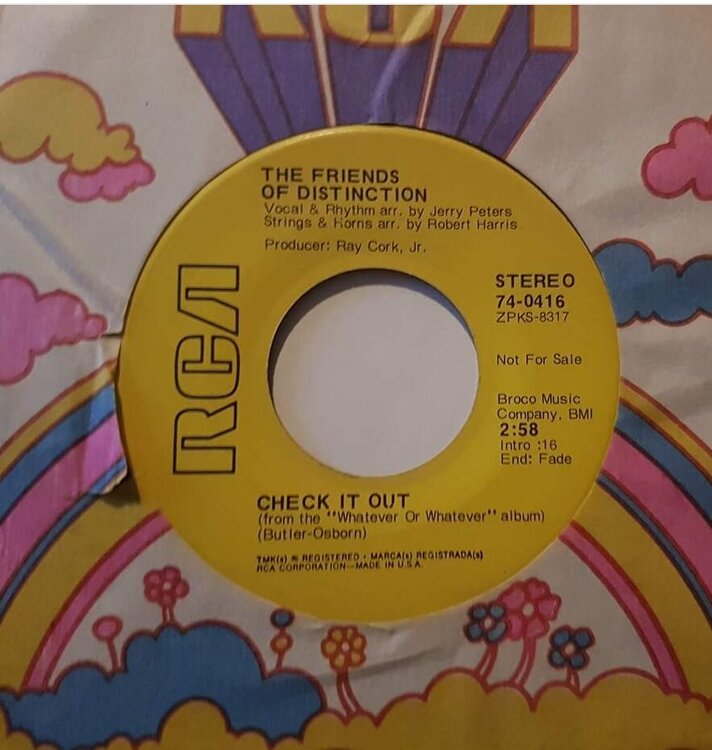 RCA
THE FRIENDS
OF DISTINCTION
Vocal & Rhythm arr. by Jerry Peters
Strings & Horns arr. by Robert Harris
Producer: Ray Cork, Jr.
RCA
STEREO
74-0416
ZPKS-8317
Not For Sale
Broco Music
Company, BMI
2:58
Intro :16
End: Fade
CHECK IT OUT
(from the "Whatever Or Whatever" album)
(Butler-Osborn)
TMK(s) ® REGISTERED • MARCA(s) REGISTRADA(s)
RCA CORPORATION—MADE IN U.S.A.